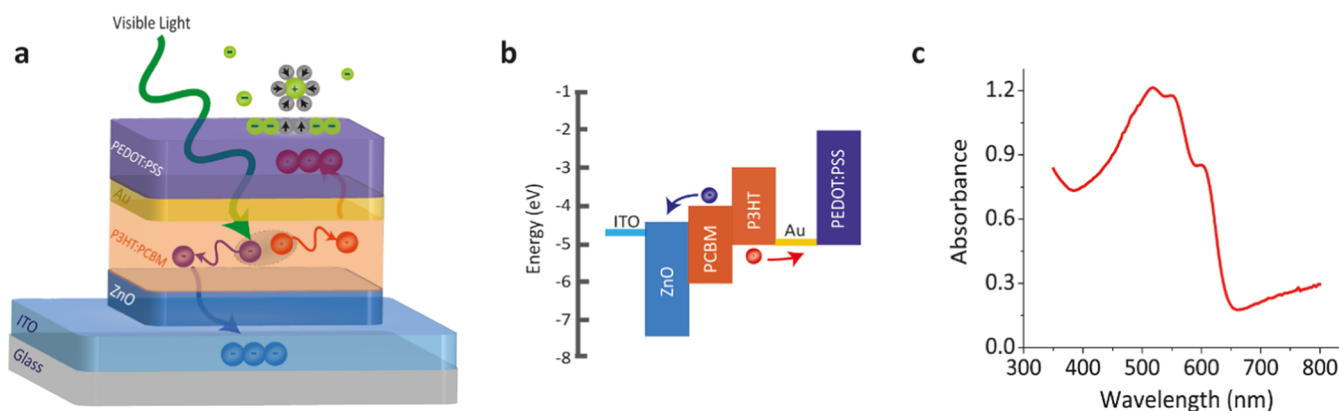 a
Visible Light
PEDOT:PSS
Au
P3HT:PCBM
ZnO
ITO
Glass
b
Energy (eV)
-1
-2
-3
-4
-5
-6
-7
-8
ITO
ZnO
PCBM
P3HT
Au
PEDOT:PSS
c
Absorbance
1.2
0.9
0.6
0.3
0.0
300 400 500 600 700 800
Wavelength (nm)